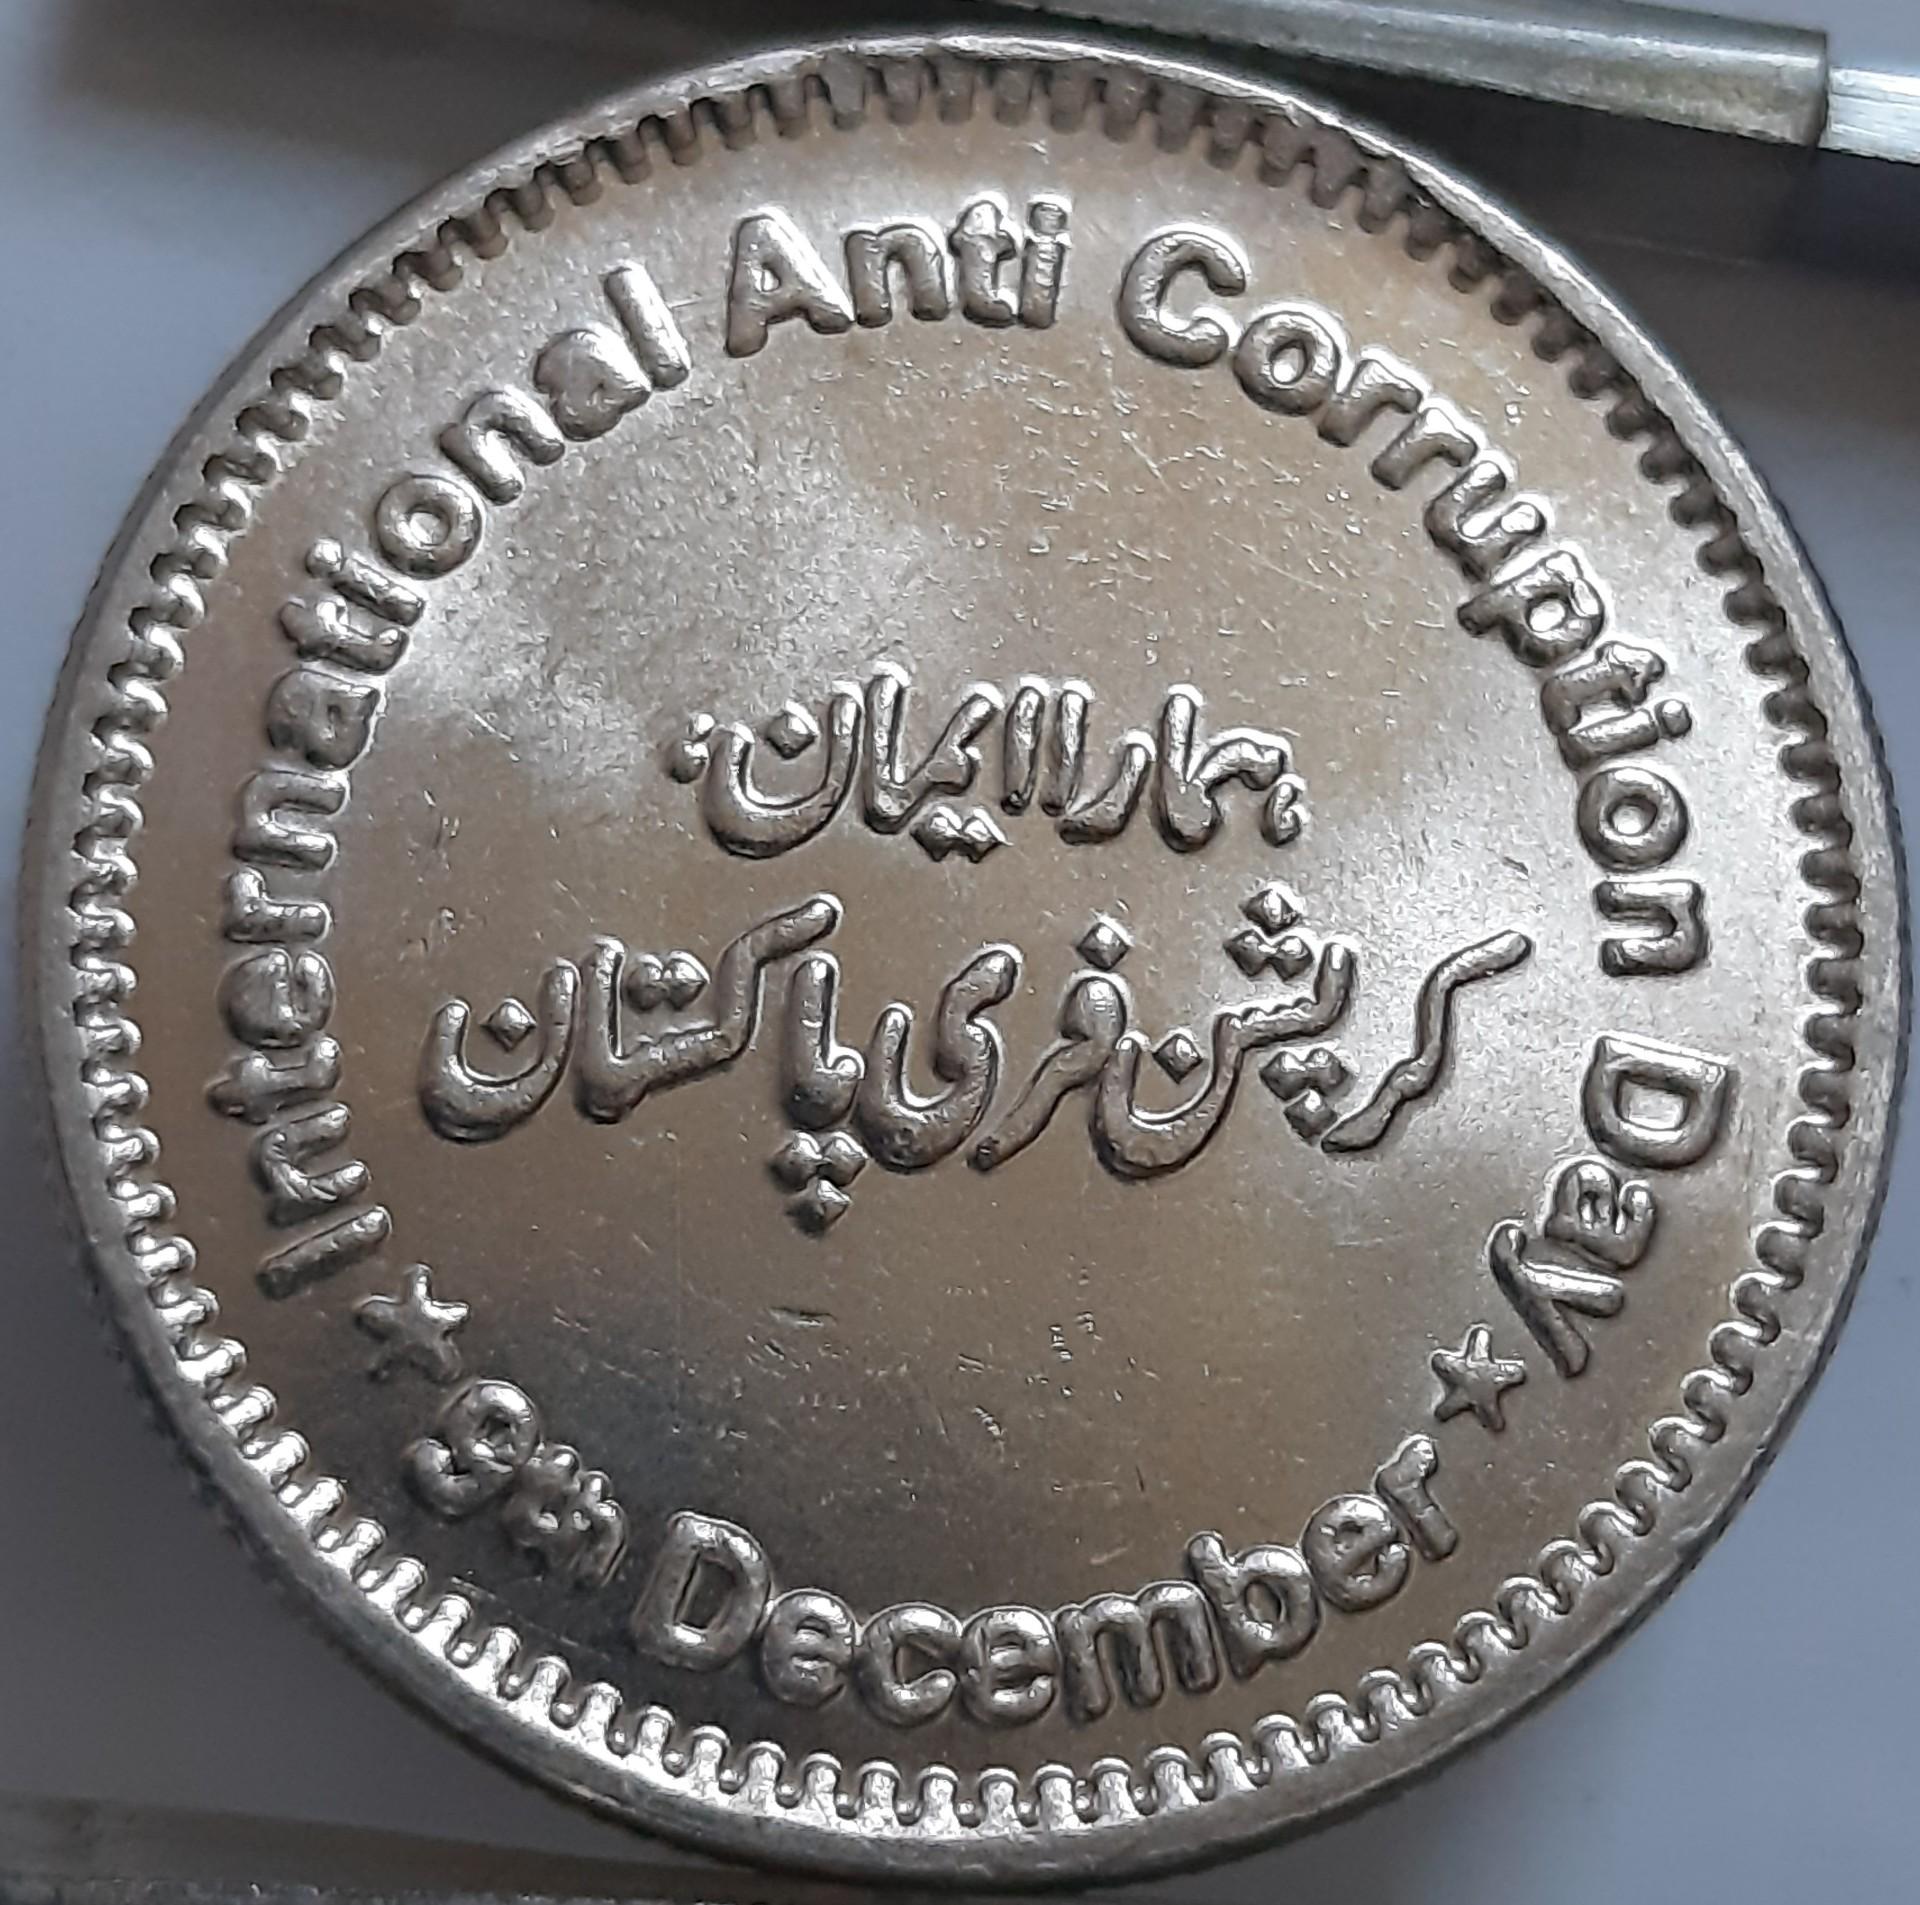 International Anti Corruption Day
ہمارا ایمان،
کرپشن فری پاکستان
★ 9th December ★